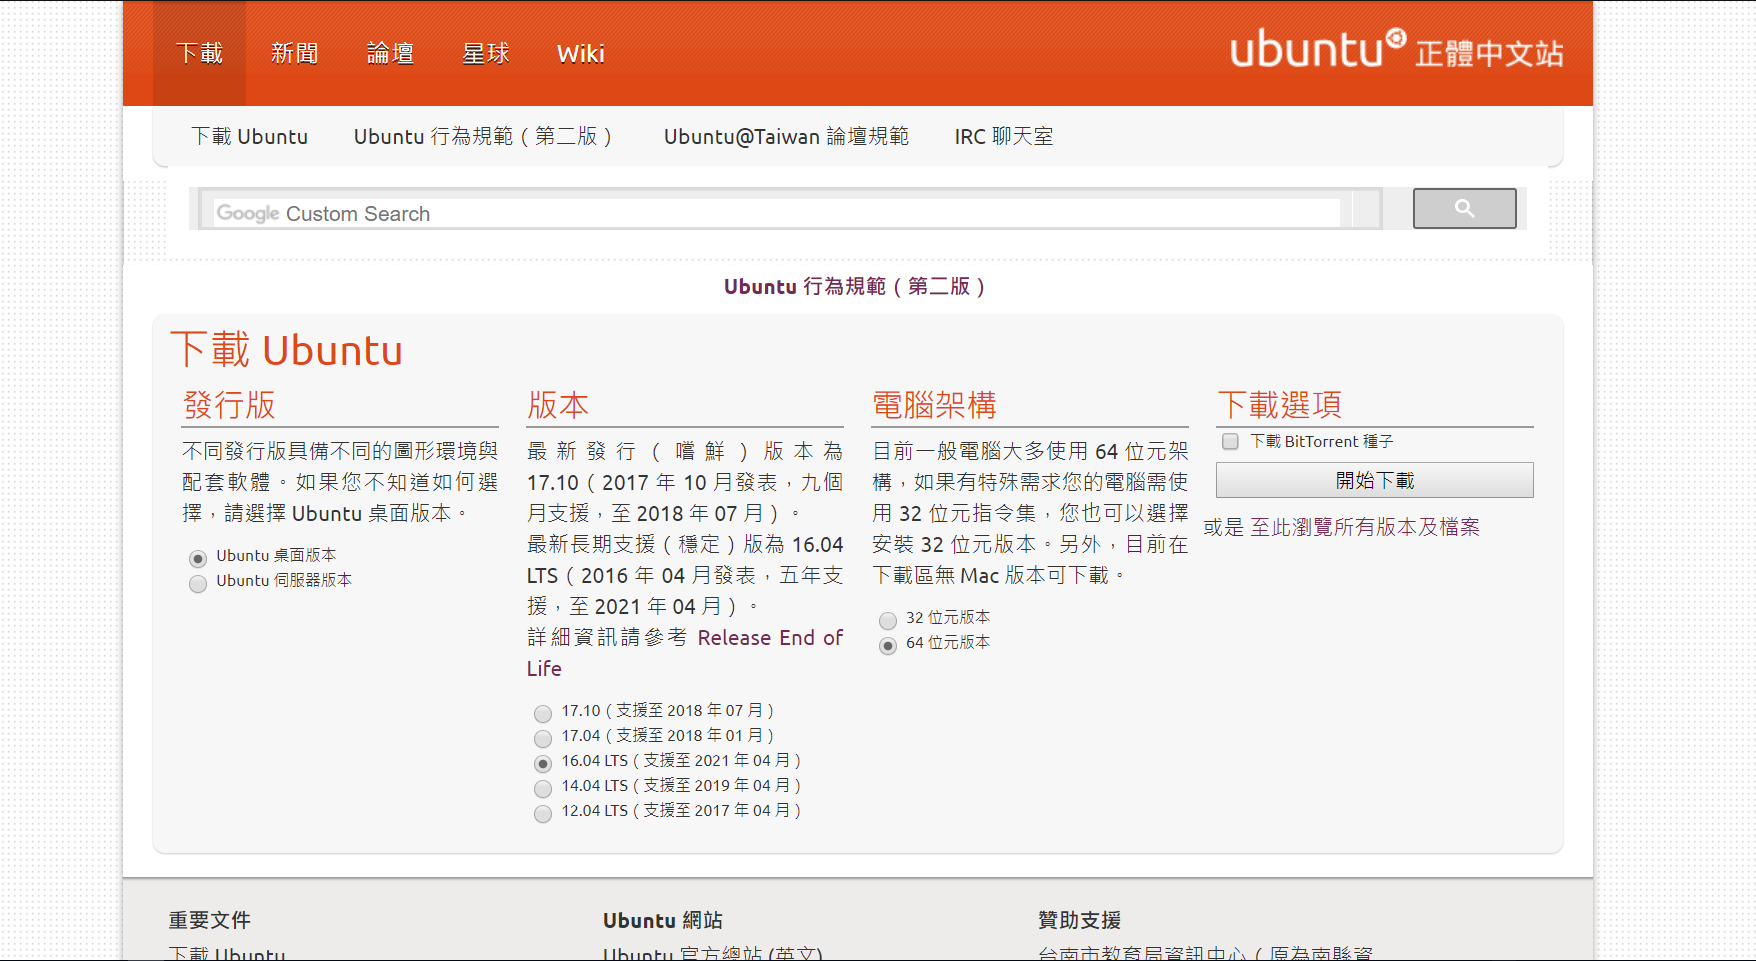 下載 新聞 論壇 星球 Wiki
ubuntu 正體中文站
下載 Ubuntu Ubuntu 行為規範（第二版） Ubuntu@Taiwan 論壇規範 IRC 聊天室
Google Custom Search
Ubuntu 行為規範（第二版）
下載 Ubuntu
發行版
不同發行版具備不同的圖形環境與
配套軟體。如果您不知道如何選
擇，請選擇 Ubuntu 桌面版本。
Ubuntu 桌面版本
Ubuntu 伺服器版本
版本
最新發行（嚐鮮）版本為
17.10（2017 年 10 月發表，九個
月支援，至 2018 年 07 月）。
最新長期支援（穩定）版為 16.04
LTS（2016 年 04 月發表，五年支
援，至 2021 年 04 月）。
詳細資訊請參考 Release End of
Life
17.10（支援至 2018 年 07 月）
17.04（支援至 2018 年 01 月）
16.04 LTS（支援至 2021 年 04 月）
14.04 LTS（支援至 2019 年 04 月）
12.04 LTS（支援至 2017 年 04 月）
電腦架構
目前一般電腦大多使用 64 位元架
構，如果有特殊需求您的電腦需使
用 32 位元指令集，您也可以選擇
安裝 32 位元版本。另外，目前在
下載區無 Mac 版本可下載。
32 位元版本
64 位元版本
下載選項
下載 BitTorrent 種子
開始下載
或是 至此瀏覽所有版本及檔案
重要文件
下載 Ubuntu
Ubuntu 網站
Ubuntu 官方總站 (英文)
贊助支援
台南市教育局資訊中心（原為南縣資